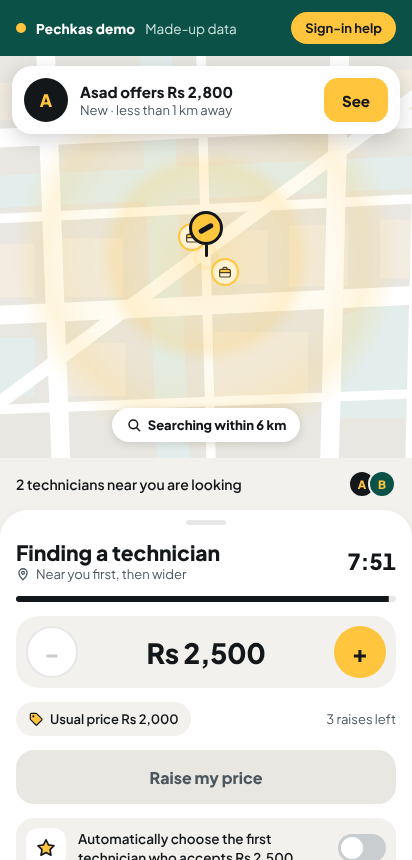 Pechkas demo Made-up data Sign-in help
A Asad offers Rs 2,800 See
New · less than 1 km away
Searching within 6 km
2 technicians near you are looking A B
Finding a technician 7:51
Near you first, then wider
− Rs 2,500 +
Usual price Rs 2,000 3 raises left
Raise my price
Automatically choose the first
technician who accepts Rs 2,500